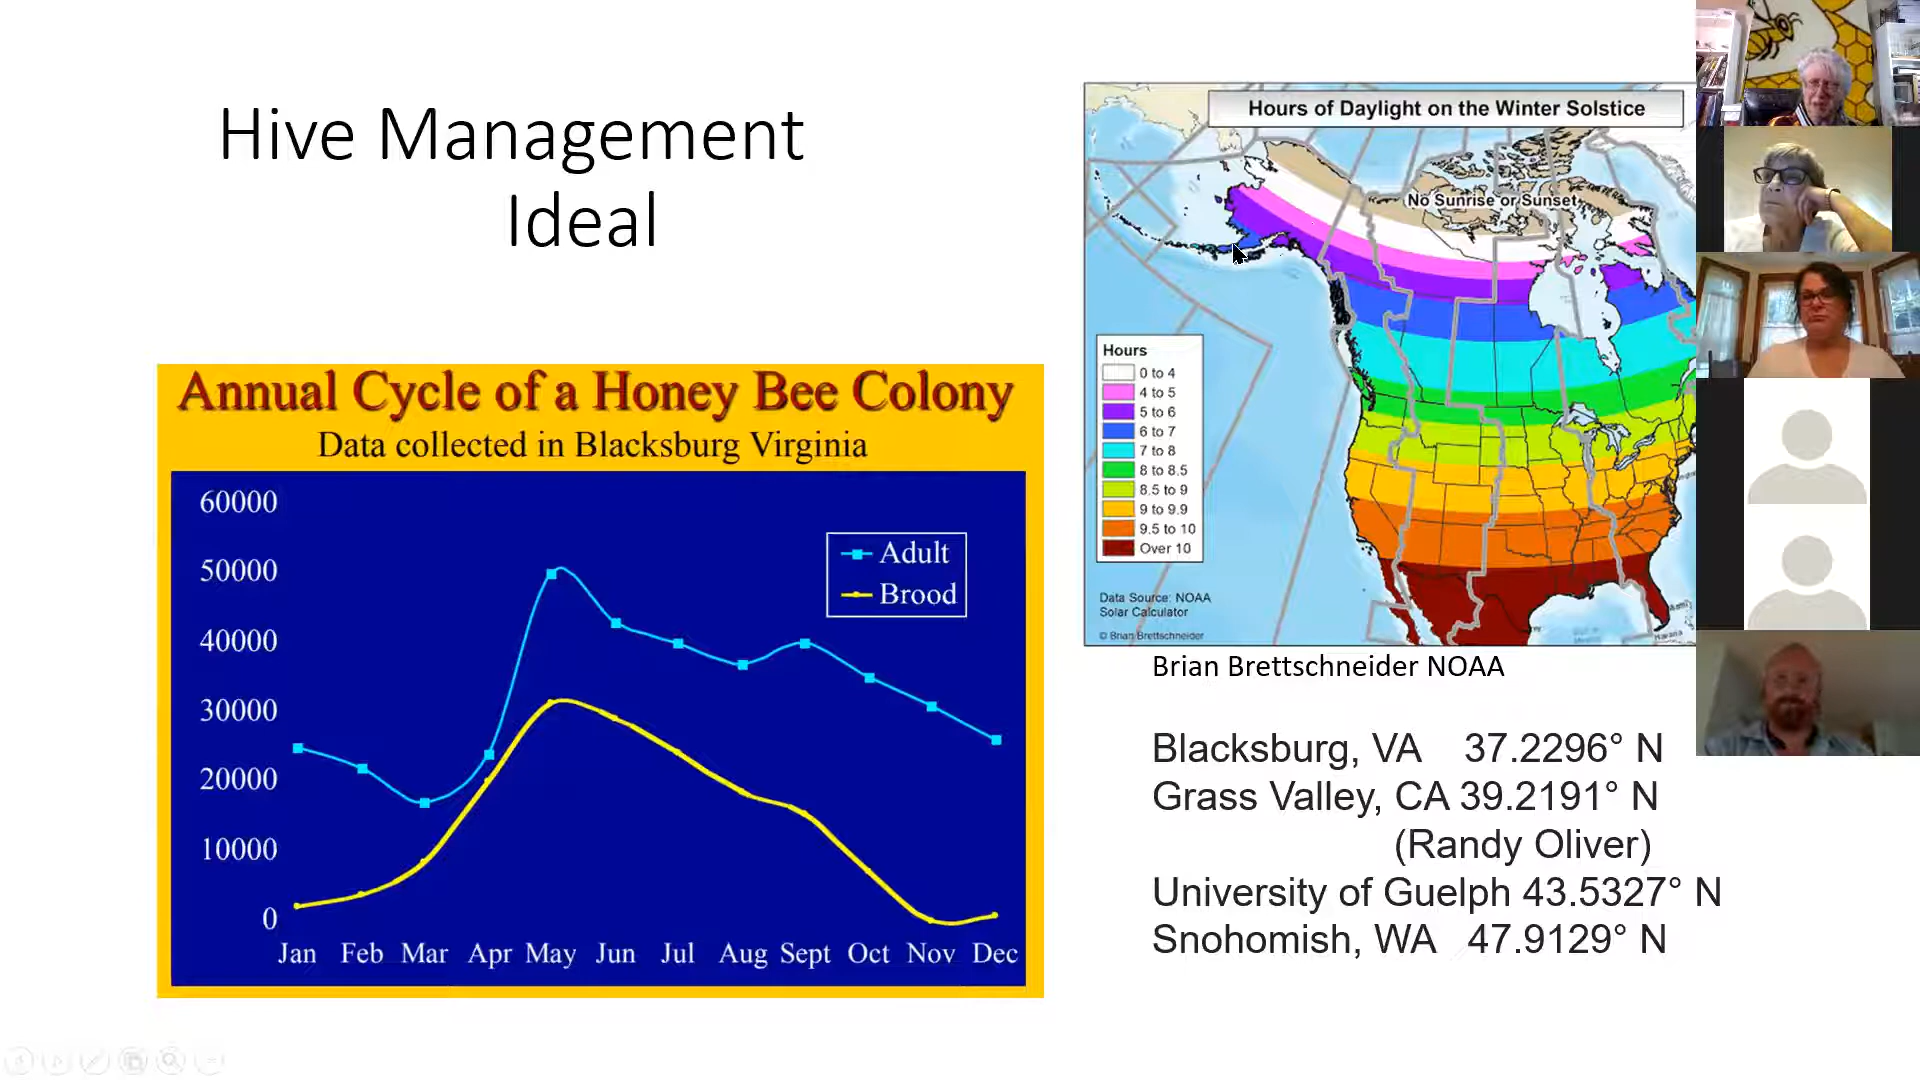 Hive Management
Ideal
Annual Cycle of a Honey Bee Colony
Data collected in Blacksburg Virginia
60000
50000
40000
30000
20000
10000
0
Adult
Brood
Jan Feb Mar Apr May Jun Jul Aug Sept Oct Nov Dec
Hours of Daylight on the Winter Solstice
No Sunrise or Sunset
Hours
0 to 4
4 to 5
5 to 6
6 to 7
7 to 8
8 to 8.5
8.5 to 9
9 to 9.9
9.5 to 10
Over 10
Data Source: NOAA
Solar Calculator
© Brian Brettschneider
Brian Brettschneider NOAA
Blacksburg, VA 37.2296° N
Grass Valley, CA 39.2191° N
(Randy Oliver)
University of Guelph 43.5327° N
Snohomish, WA 47.9129° N